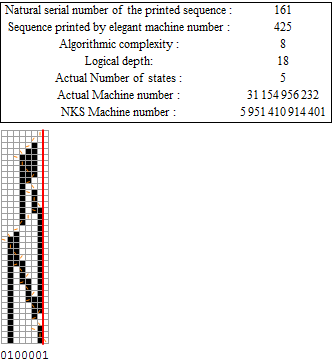 Natural serial number of the printed sequence : 161
Sequence printed by elegant machine number : 425
Algorithmic complexity : 8
Logical depth: 18
Actual Number of states : 5
Actual Machine number : 31 154 956 232
NKS Machine number : 5 951 410 914 401
0100001